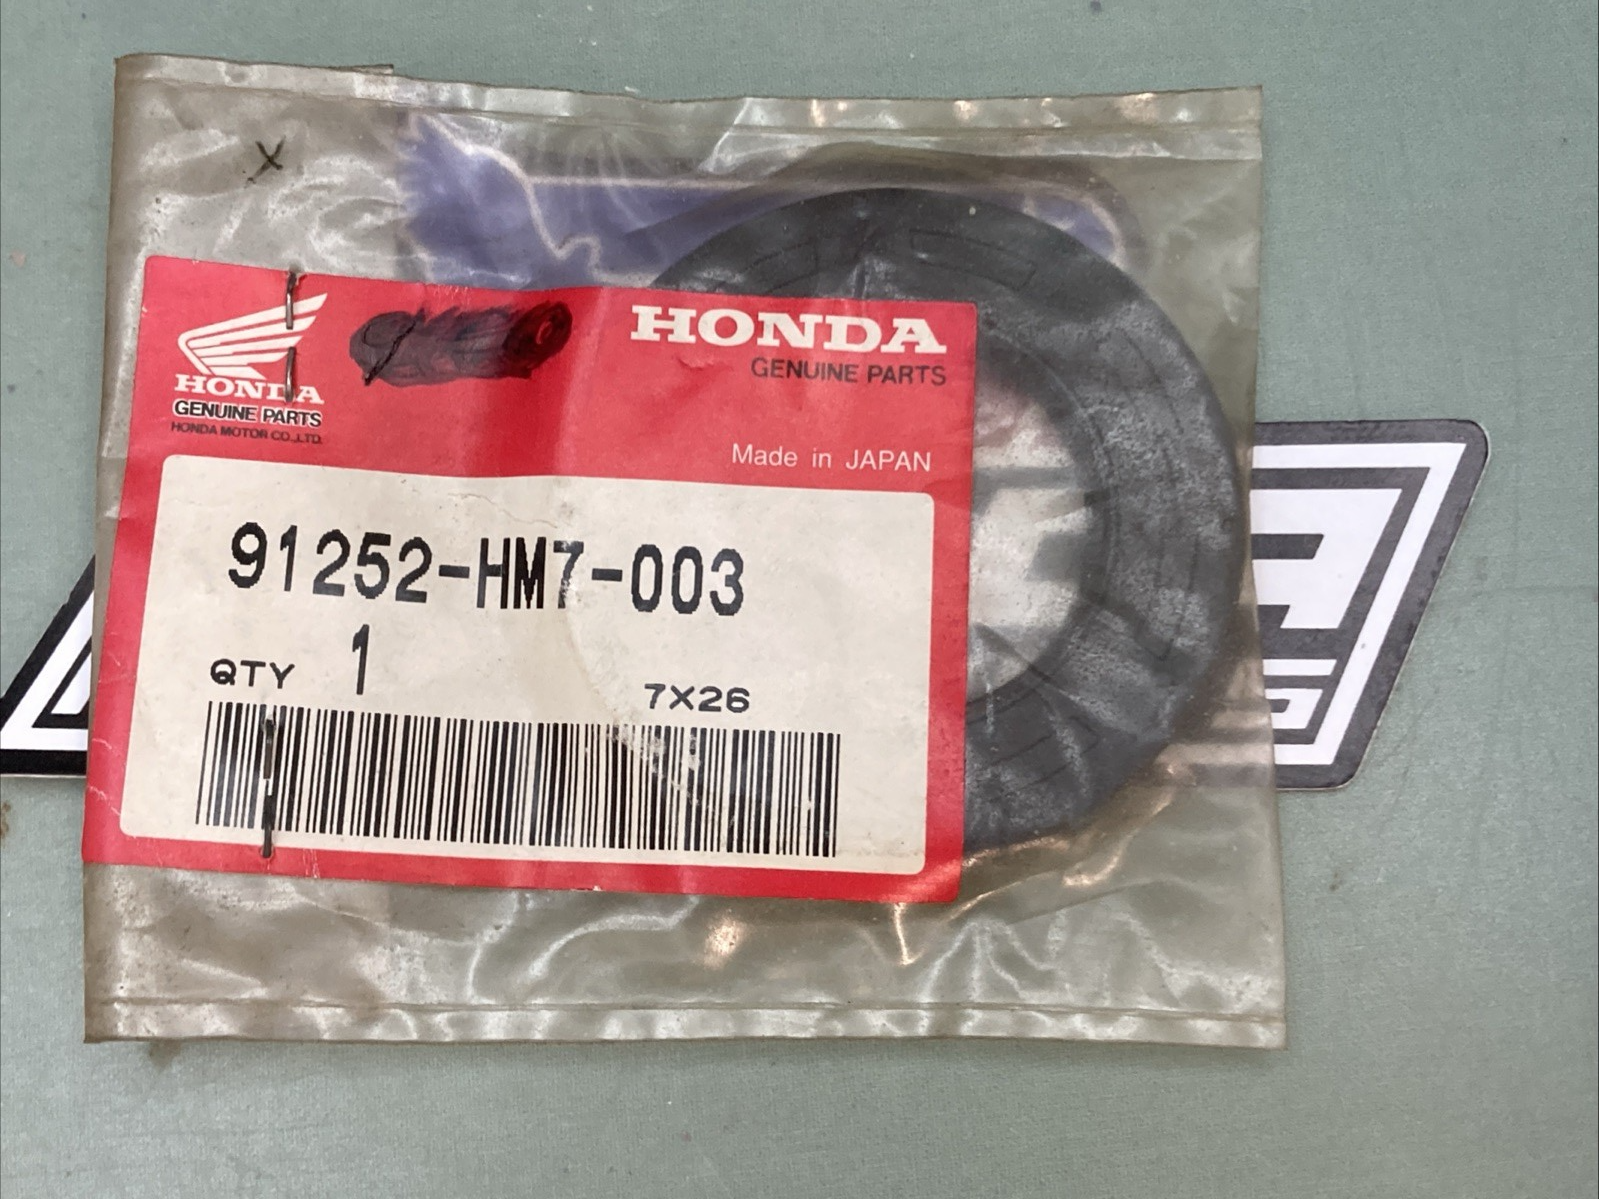 HONDA
GENUINE PARTS
HONDA MOTOR CO.,LTD.
HONDA
GENUINE PARTS
Made in JAPAN
91252-HM7-003
QTY 1
7X26